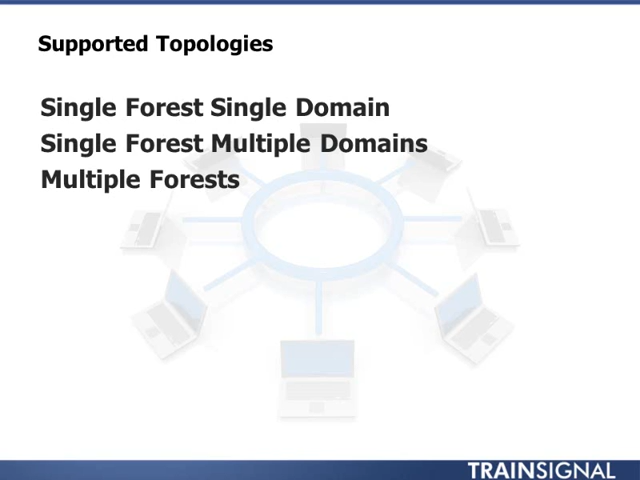 Supported Topologies
Single Forest Single Domain
Single Forest Multiple Domains
Multiple Forests
TRAINSIGNAL